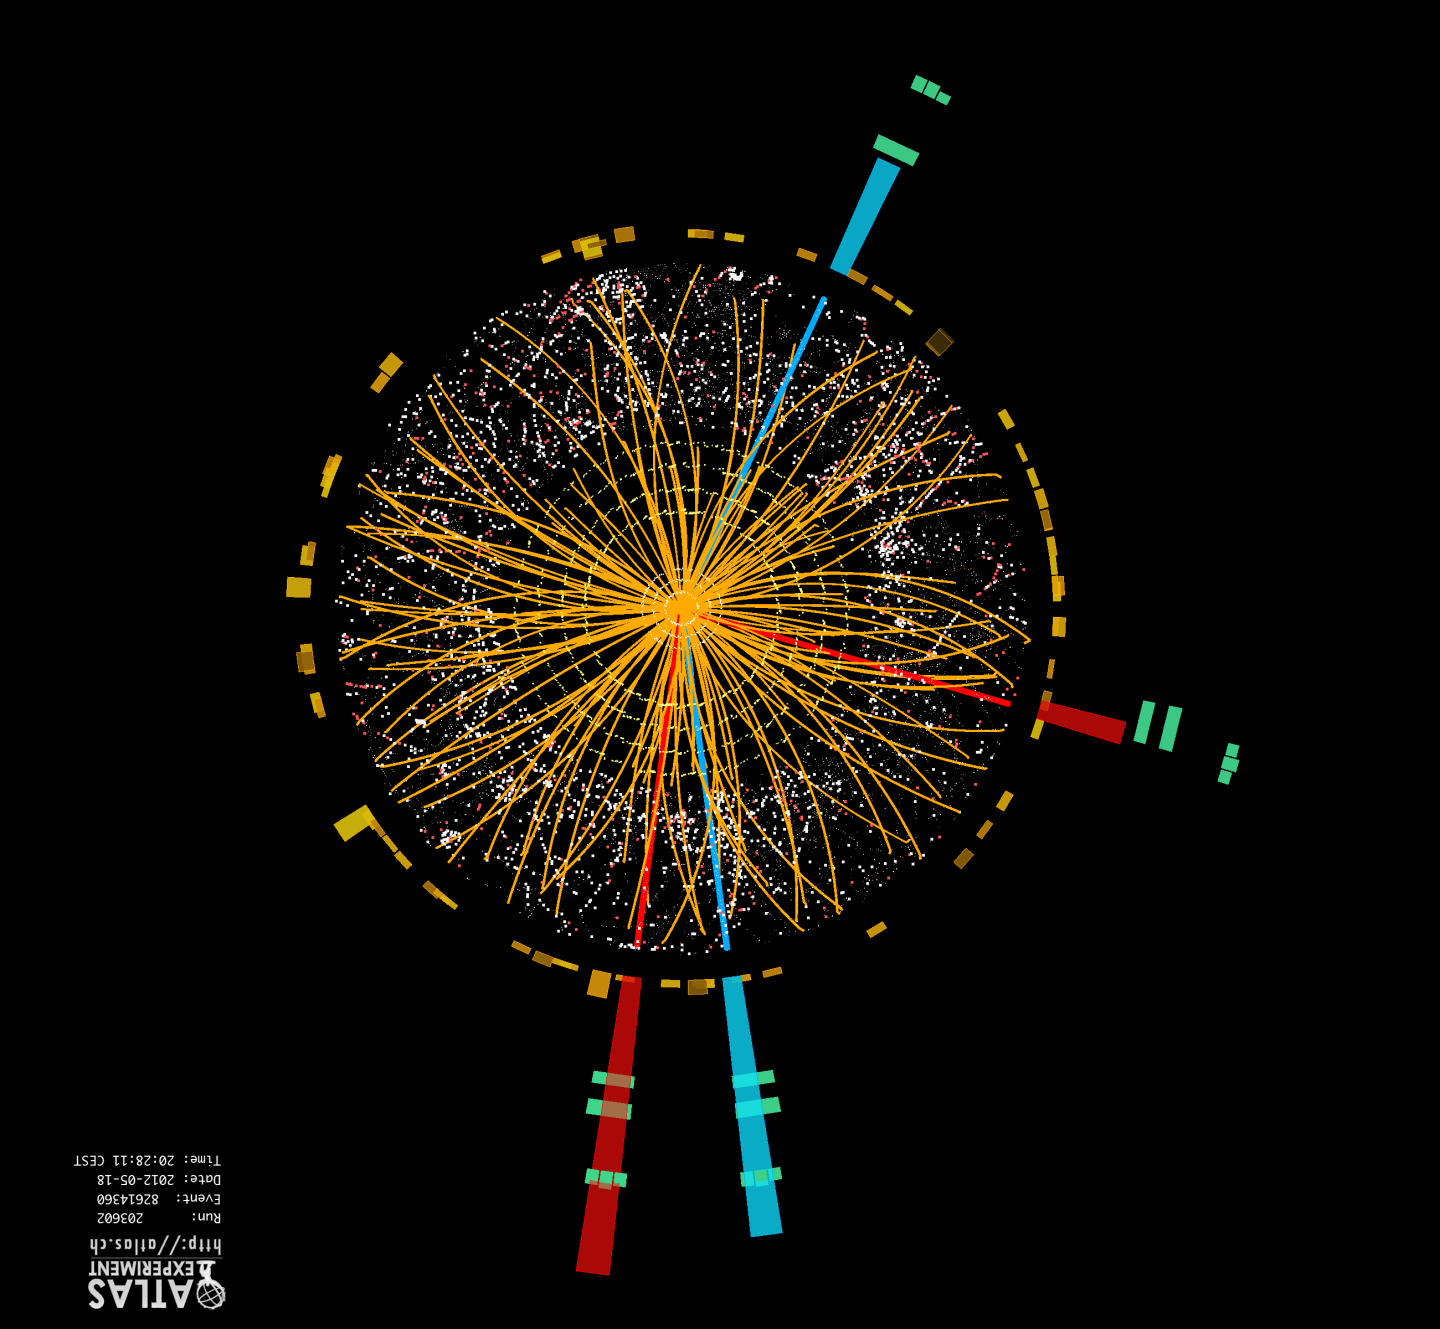 ATLAS
EXPERIMENT
http://atlas.ch
Run: 203602
Event: 82614360
Date: 2012-05-18
Time: 20:28:11 CEST